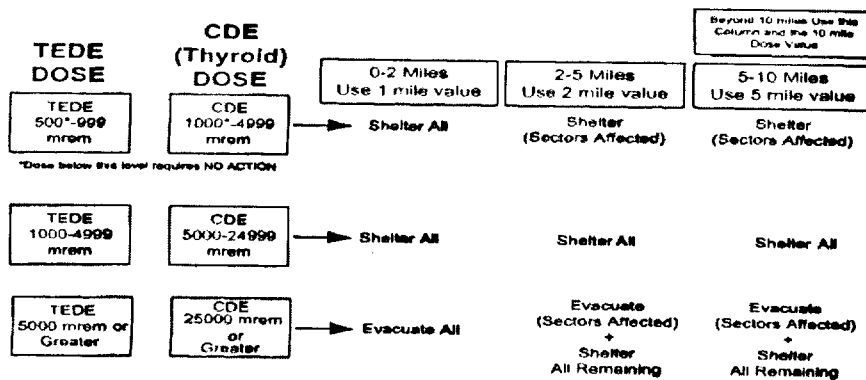 Beyond 10 miles Use this
Column and the 10 mile
Dose Value
TEDE
DOSE
CDE
(Thyroid)
DOSE
0-2 Miles
Use 1 mile value
2-5 Miles
Use 2 mile value
5-10 Miles
Use 5 mile value
TEDE
500*-999
mrem
CDE
1000*-4999
mrem
Shelter All
Shelter
(Sectors Affected)
Shelter
(Sectors Affected)
*Dose below this level requires NO ACTION
TEDE
1000-4999
mrem
CDE
5000-24999
mrem
Shelter All
Shelter All
Shelter All
TEDE
5000 mrem or
Greater
CDE
25000 mrem
or
Greater
Evacuate All
Evacuate
(Sectors Affected)
+
Shelter
All Remaining
Evacuate
(Sectors Affected)
+
Shelter
All Remaining